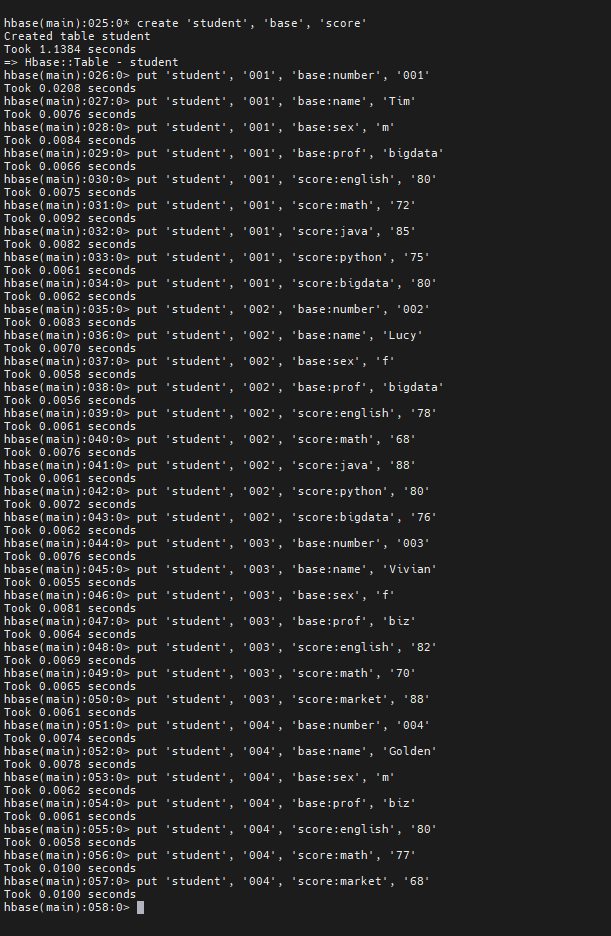 hbase(main):025:0* create 'student', 'base', 'score'
Created table student
Took 1.1384 seconds
=> Hbase::Table - student
hbase(main):026:0> put 'student', '001', 'base:number', '001'
Took 0.0208 seconds
hbase(main):027:0> put 'student', '001', 'base:name', 'Tim'
Took 0.0076 seconds
hbase(main):028:0> put 'student', '001', 'base:sex', 'm'
Took 0.0084 seconds
hbase(main):029:0> put 'student', '001', 'base:prof', 'bigdata'
Took 0.0066 seconds
hbase(main):030:0> put 'student', '001', 'score:english', '80'
Took 0.0075 seconds
hbase(main):031:0> put 'student', '001', 'score:math', '72'
Took 0.0092 seconds
hbase(main):032:0> put 'student', '001', 'score:java', '85'
Took 0.0082 seconds
hbase(main):033:0> put 'student', '001', 'score:python', '75'
Took 0.0061 seconds
hbase(main):034:0> put 'student', '001', 'score:bigdata', '80'
Took 0.0062 seconds
hbase(main):035:0> put 'student', '002', 'base:number', '002'
Took 0.0083 seconds
hbase(main):036:0> put 'student', '002', 'base:name', 'Lucy'
Took 0.0070 seconds
hbase(main):037:0> put 'student', '002', 'base:sex', 'f'
Took 0.0058 seconds
hbase(main):038:0> put 'student', '002', 'base:prof', 'bigdata'
Took 0.0056 seconds
hbase(main):039:0> put 'student', '002', 'score:english', '78'
Took 0.0061 seconds
hbase(main):040:0> put 'student', '002', 'score:math', '68'
Took 0.0076 seconds
hbase(main):041:0> put 'student', '002', 'score:java', '88'
Took 0.0061 seconds
hbase(main):042:0> put 'student', '002', 'score:python', '80'
Took 0.0072 seconds
hbase(main):043:0> put 'student', '002', 'score:bigdata', '76'
Took 0.0062 seconds
hbase(main):044:0> put 'student', '003', 'base:number', '003'
Took 0.0076 seconds
hbase(main):045:0> put 'student', '003', 'base:name', 'Vivian'
Took 0.0055 seconds
hbase(main):046:0> put 'student', '003', 'base:sex', 'f'
Took 0.0081 seconds
hbase(main):047:0> put 'student', '003', 'base:prof', 'biz'
Took 0.0064 seconds
hbase(main):048:0> put 'student', '003', 'score:english', '82'
Took 0.0069 seconds
hbase(main):049:0> put 'student', '003', 'score:math', '70'
Took 0.0065 seconds
hbase(main):050:0> put 'student', '003', 'score:market', '88'
Took 0.0061 seconds
hbase(main):051:0> put 'student', '004', 'base:number', '004'
Took 0.0074 seconds
hbase(main):052:0> put 'student', '004', 'base:name', 'Golden'
Took 0.0078 seconds
hbase(main):053:0> put 'student', '004', 'base:sex', 'm'
Took 0.0062 seconds
hbase(main):054:0> put 'student', '004', 'base:prof', 'biz'
Took 0.0061 seconds
hbase(main):055:0> put 'student', '004', 'score:english', '80'
Took 0.0058 seconds
hbase(main):056:0> put 'student', '004', 'score:math', '77'
Took 0.0100 seconds
hbase(main):057:0> put 'student', '004', 'score:market', '68'
Took 0.0100 seconds
hbase(main):058:0>